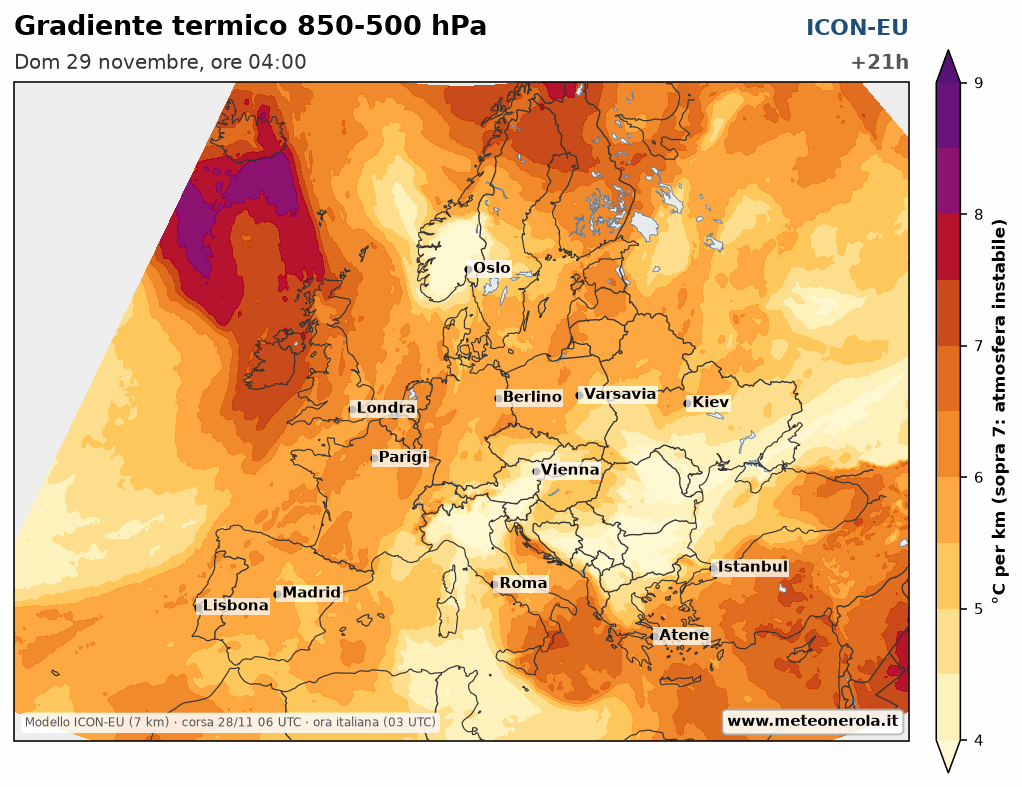 Gradiente termico 850-500 hPa
ICON-EU
Dom 29 novembre, ore 04:00
+21h
Oslo
Berlino
Varsavia
Kiev
Londra
Parigi
Vienna
Istanbul
Roma
Madrid
Lisbona
Atene
Modello ICON-EU (7 km) · corsa 28/11 06 UTC · ora italiana (03 UTC)
www.meteonerola.it
9
8
7
6
5
4
°C per km (sopra 7: atmosfera instabile)